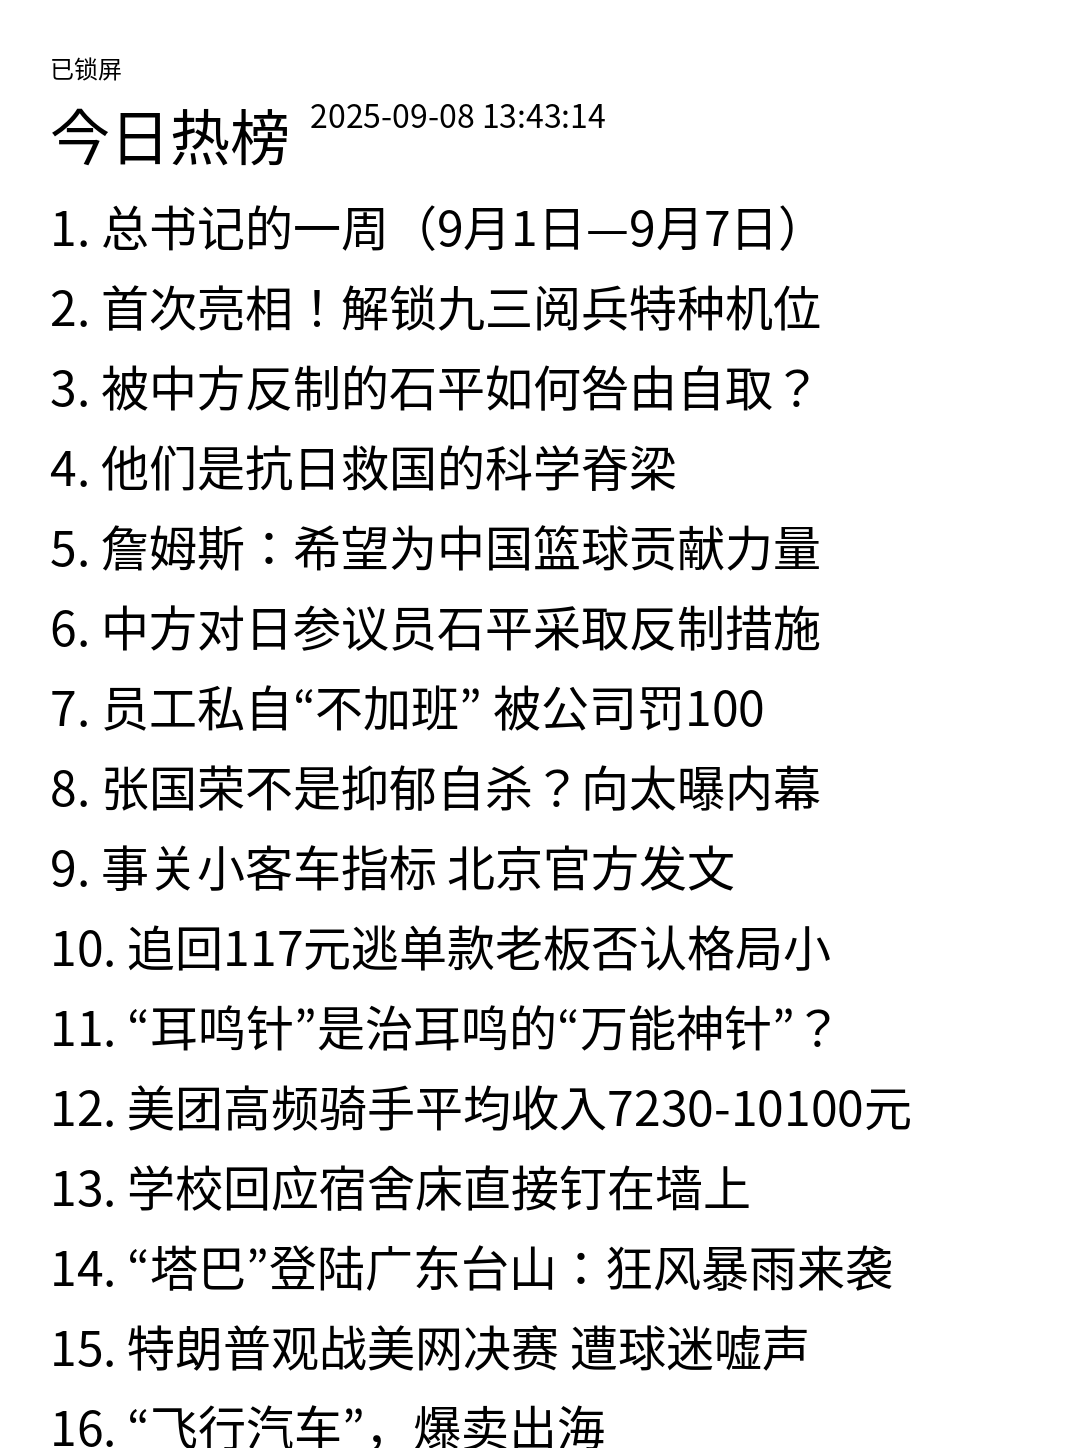 已锁屏
今日热榜 2025-09-08 13:43:14
1. 总书记的一周（9月1日—9月7日）
2. 首次亮相！解锁九三阅兵特种机位
3. 被中方反制的石平如何咎由自取？
4. 他们是抗日救国的科学脊梁
5. 詹姆斯：希望为中国篮球贡献力量
6. 中方对日参议员石平采取反制措施
7. 员工私自“不加班” 被公司罚100
8. 张国荣不是抑郁自杀？向太曝内幕
9. 事关小客车指标 北京官方发文
10. 追回117元逃单款老板否认格局小
11. “耳鸣针”是治耳鸣的“万能神针”？
12. 美团高频骑手平均收入7230-10100元
13. 学校回应宿舍床直接钉在墙上
14. “塔巴”登陆广东台山：狂风暴雨来袭
15. 特朗普观战美网决赛 遭球迷嘘声
16. “飞行汽车”，爆卖出海